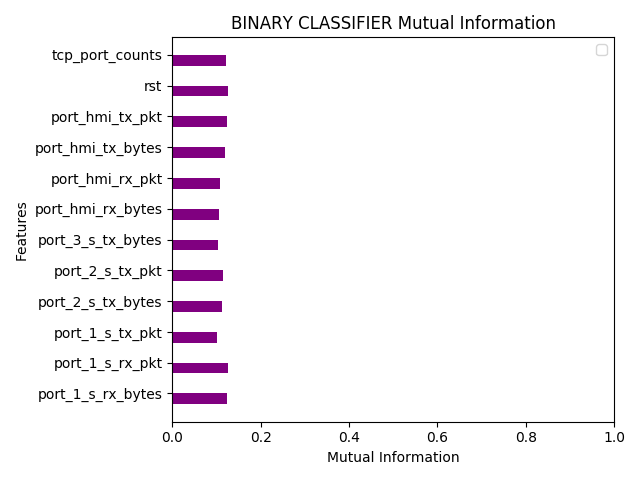 BINARY CLASSIFIER Mutual Information
tcp_port_counts
rst
port_hmi_tx_pkt
port_hmi_tx_bytes
port_hmi_rx_pkt
port_hmi_rx_bytes
port_3_s_tx_bytes
port_2_s_tx_pkt
port_2_s_tx_bytes
port_1_s_tx_pkt
port_1_s_rx_pkt
port_1_s_rx_bytes
Features
0.0 0.2 0.4 0.6 0.8 1.0
Mutual Information